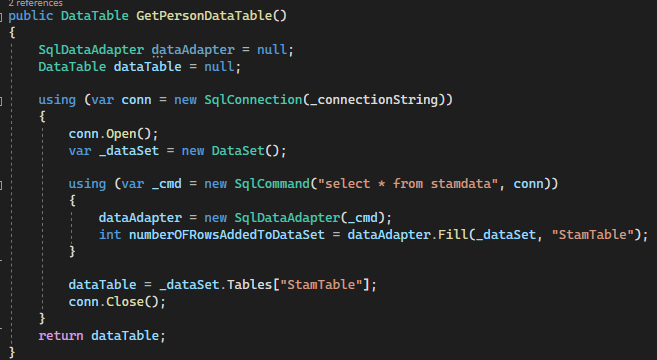 2 references
public DataTable GetPersonDataTable()
{
    SqlDataAdapter dataAdapter = null;
    DataTable dataTable = null;

    using (var conn = new SqlConnection(_connectionString))
    {
        conn.Open();
        var _dataSet = new DataSet();

        using (var _cmd = new SqlCommand("select * from stamdata", conn))
        {
            dataAdapter = new SqlDataAdapter(_cmd);
            int numberOFRowsAddedToDataSet = dataAdapter.Fill(_dataSet, "StamTable");
        }

        dataTable = _dataSet.Tables["StamTable"];
        conn.Close();
    }
    return dataTable;
}